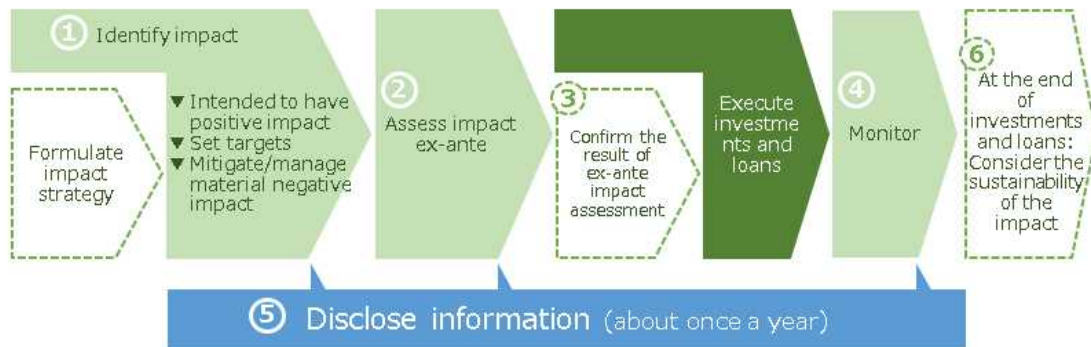 ① Identify impact
Formulate
impact
strategy
▼ Intended to have
positive impact
▼ Set targets
▼ Mitigate/manage
material negative
impact
②
Assess impact
ex-ante
③
Confirm the
result of
ex-ante
impact
assessment
Execute
investme
nts and
loans
④
Monitor
⑥
At the end
of
investments
and loans:
Consider the
sustainability
of the
impact
⑤ Disclose information (about once a year)